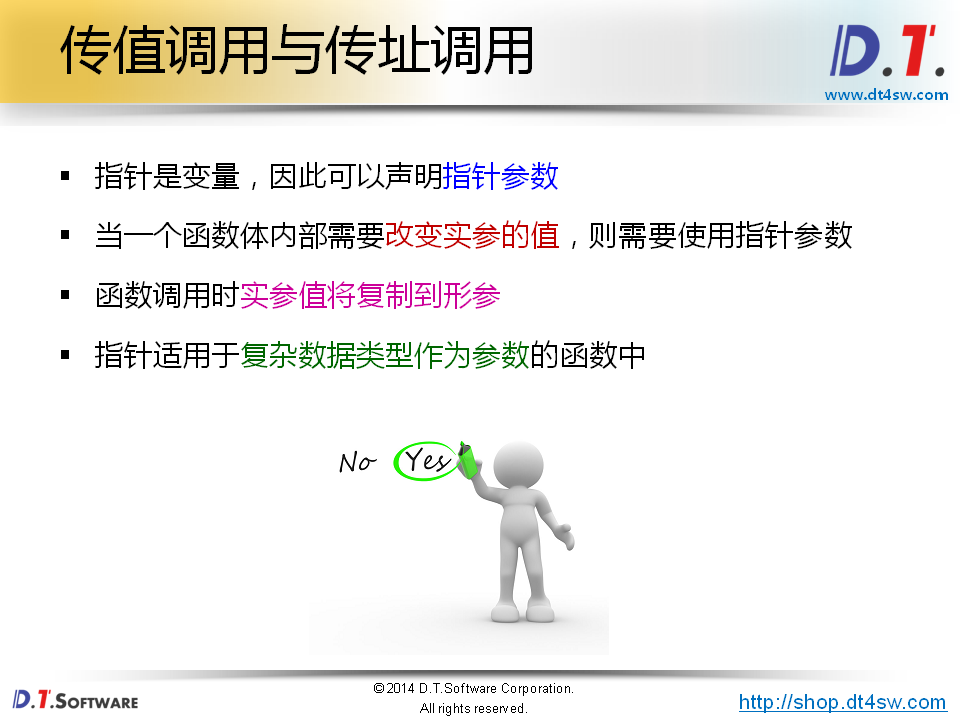 传值调用与传址调用
D.T.
www.dt4sw.com
▪ 指针是变量，因此可以声明指针参数
▪ 当一个函数体内部需要改变实参的值，则需要使用指针参数
▪ 函数调用时实参值将复制到形参
▪ 指针适用于复杂数据类型作为参数的函数中
No Yes
D.T.SOFTWARE
©2014 D.T.Software Corporation.
All rights reserved.
http://shop.dt4sw.com